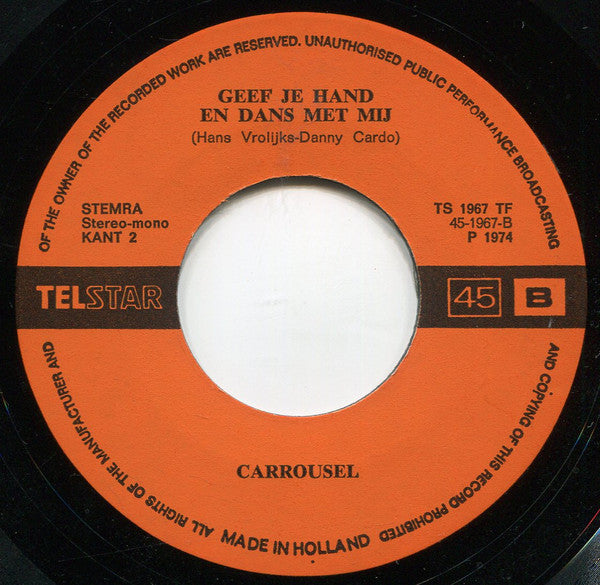 ALL RIGHTS OF THE MANUFACTURER AND OF THE OWNER OF THE RECORDED WORK ARE RESERVED. UNAUTHORISED PUBLIC PERFORMANCE BROADCASTING AND COPYING OF THIS RECORD PROHIBITED
GEEF JE HAND
EN DANS MET MIJ
(Hans Vrolijks-Danny Cardo)
STEMRA
Stereo-mono
KANT 2
TS 1967 TF
45-1967-B
P 1974
TELSTAR
45 B
CARROUSEL
MADE IN HOLLAND